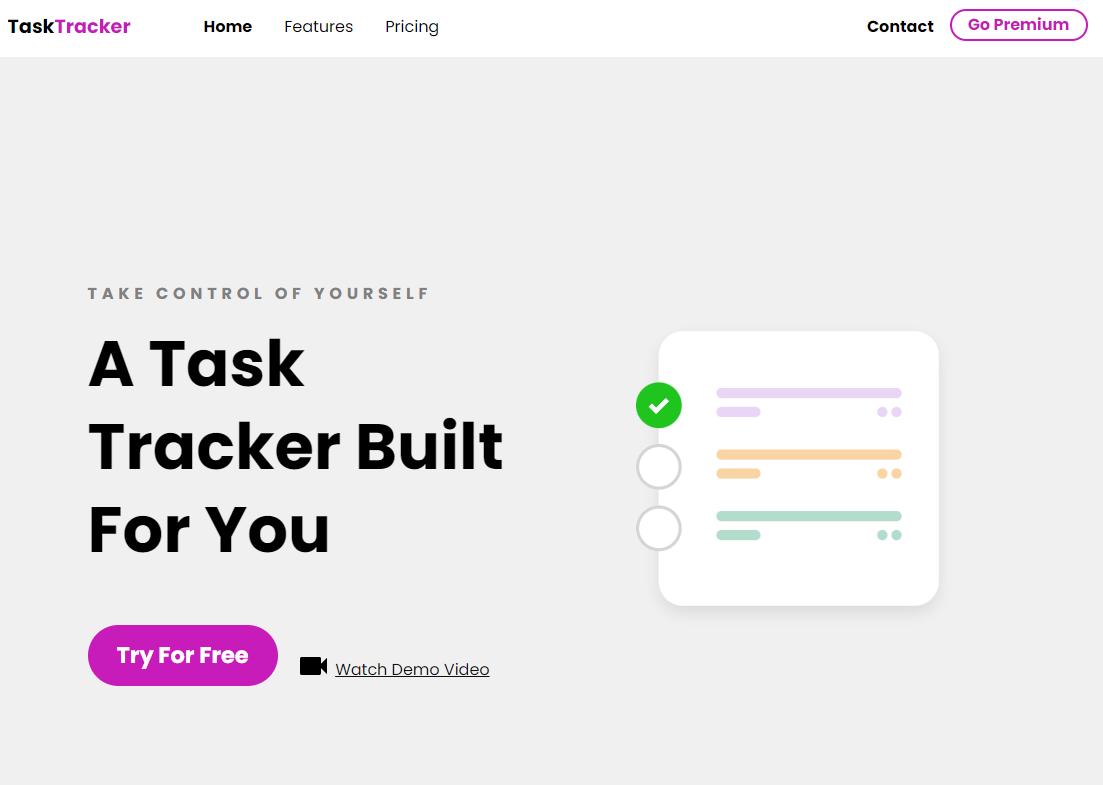 TaskTracker Home Features Pricing Contact Go Premium
TAKE CONTROL OF YOURSELF
A Task
Tracker Built
For You
Try For Free
Watch Demo Video